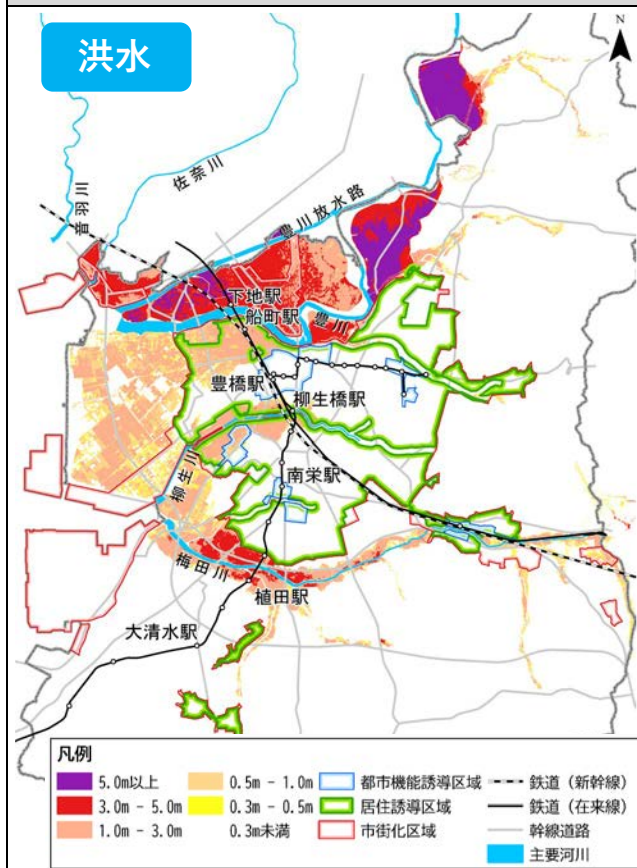 洪水
N
佐奈川
音羽川
豊川放水路
下地駅
船町駅
豊川
豊橋駅
柳生橋駅
南栄駅
柳生川
梅田川
植田駅
大清水駅
凡例
5.0m以上
0.5m - 1.0m
都市機能誘導区域
鉄道（新幹線）
3.0m - 5.0m
0.3m - 0.5m
居住誘導区域
鉄道（在来線）
1.0m - 3.0m
0.3m未満
市街化区域
幹線道路
主要河川